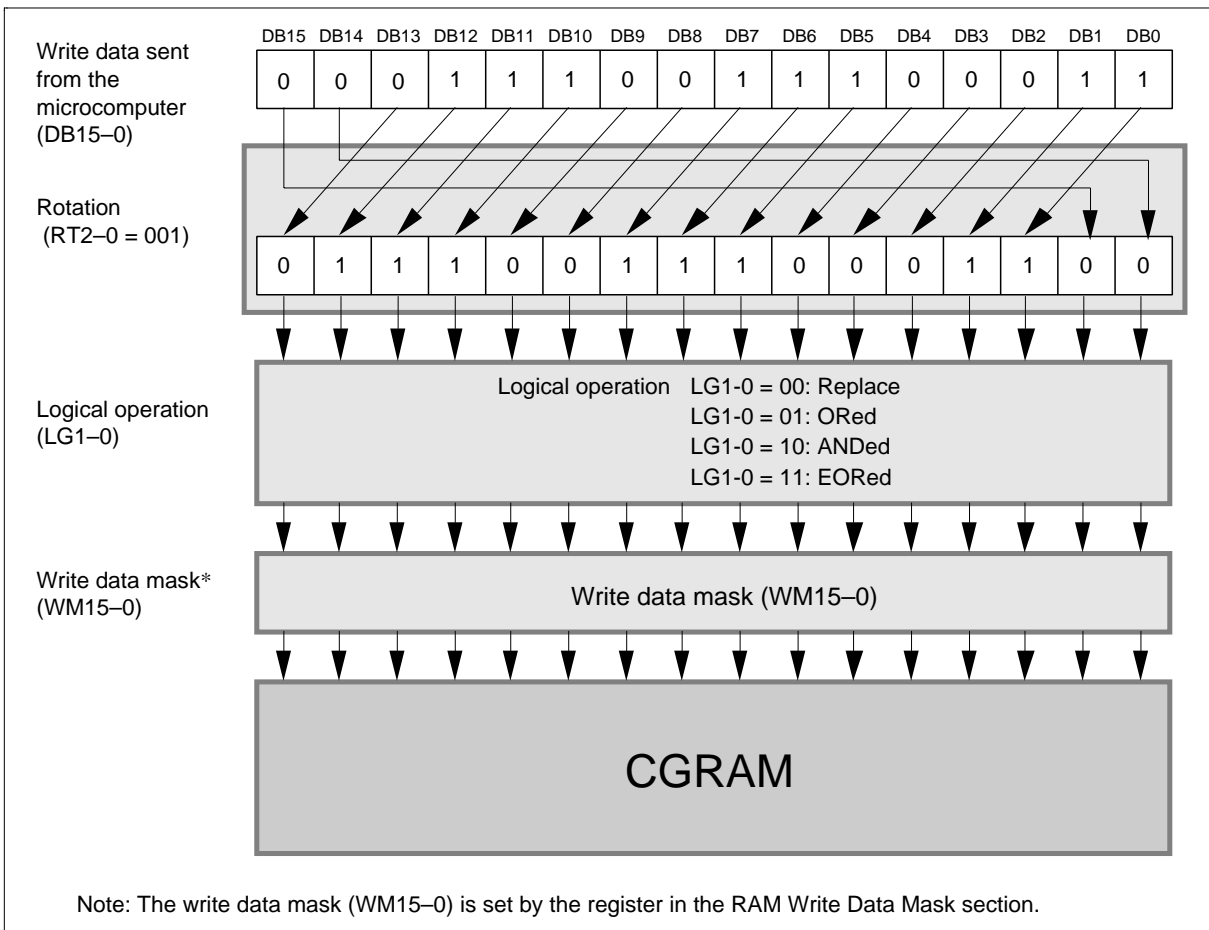 DB15 DB14 DB13 DB12 DB11 DB10 DB9 DB8 DB7 DB6 DB5 DB4 DB3 DB2 DB1 DB0
Write data sent
from the
microcomputer
(DB15–0)
0 0 0 1 1 1 0 0 1 1 1 0 0 0 1 1
Rotation
(RT2–0 = 001)
0 1 1 1 0 0 1 1 1 0 0 0 1 1 0 0
Logical operation
(LG1–0)
Logical operation LG1-0 = 00: Replace
LG1-0 = 01: ORed
LG1-0 = 10: ANDed
LG1-0 = 11: EORed
Write data mask*
(WM15–0)
Write data mask (WM15–0)
CGRAM
Note: The write data mask (WM15–0) is set by the register in the RAM Write Data Mask section.